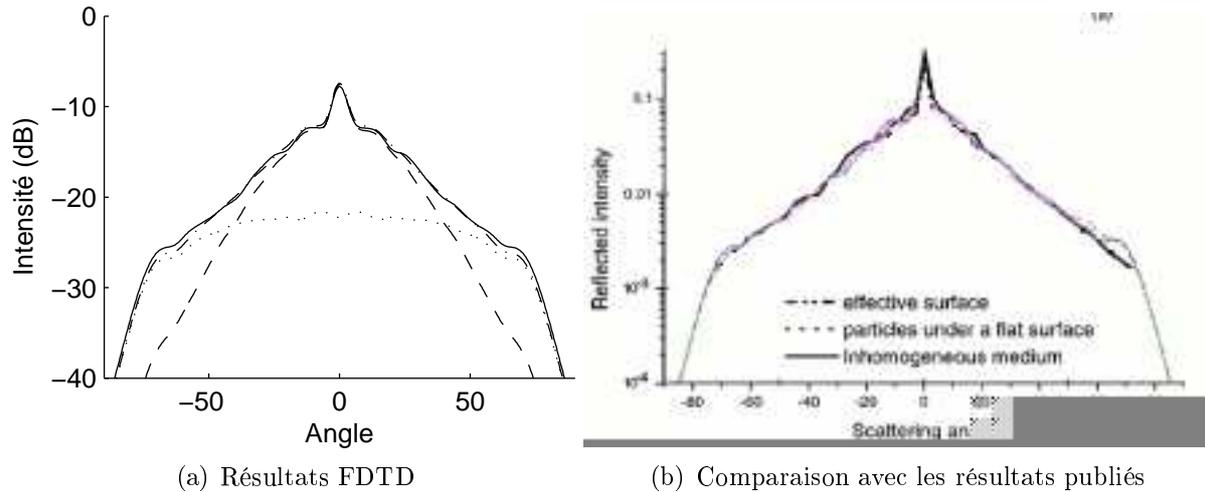 0
−10
−20
−30
−40
Intensité (dB)
−50
0
50
Angle
(a) Résultats FDTD
0.1
0.01
Reflected intensity
effective surface
particles under a flat surface
Inhomogeneous medium
-80
-60
-40
-20
0
Scattering an
(b) Comparaison avec les résultats publiés